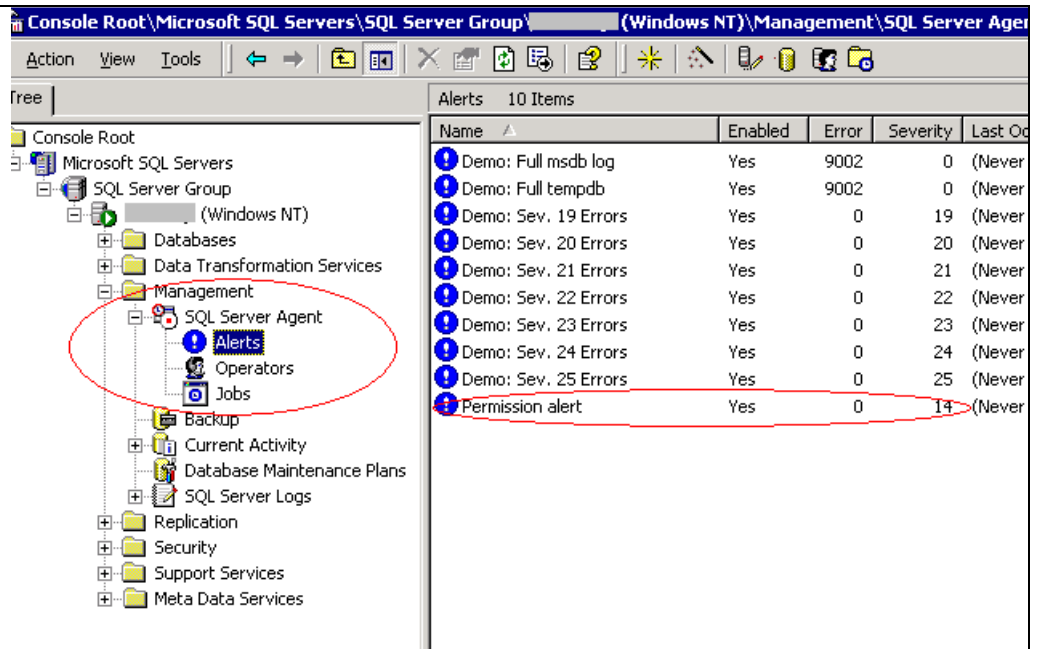 Console Root\Microsoft SQL Servers\SQL Server Group\ (Windows NT)\Management\SQL Server Agen
Action View Tools
Tree
Alerts 10 Items
Console Root
Microsoft SQL Servers
SQL Server Group
(Windows NT)
Databases
Data Transformation Services
Management
SQL Server Agent
Alerts
Operators
Jobs
Backup
Current Activity
Database Maintenance Plans
SQL Server Logs
Replication
Security
Support Services
Meta Data Services
Name Enabled Error Severity Last Oc
Demo: Full msdb log Yes 9002 0 (Never
Demo: Full tempdb Yes 9002 0 (Never
Demo: Sev. 19 Errors Yes 0 19 (Never
Demo: Sev. 20 Errors Yes 0 20 (Never
Demo: Sev. 21 Errors Yes 0 21 (Never
Demo: Sev. 22 Errors Yes 0 22 (Never
Demo: Sev. 23 Errors Yes 0 23 (Never
Demo: Sev. 24 Errors Yes 0 24 (Never
Demo: Sev. 25 Errors Yes 0 25 (Never
Permission alert Yes 0 14 (Never